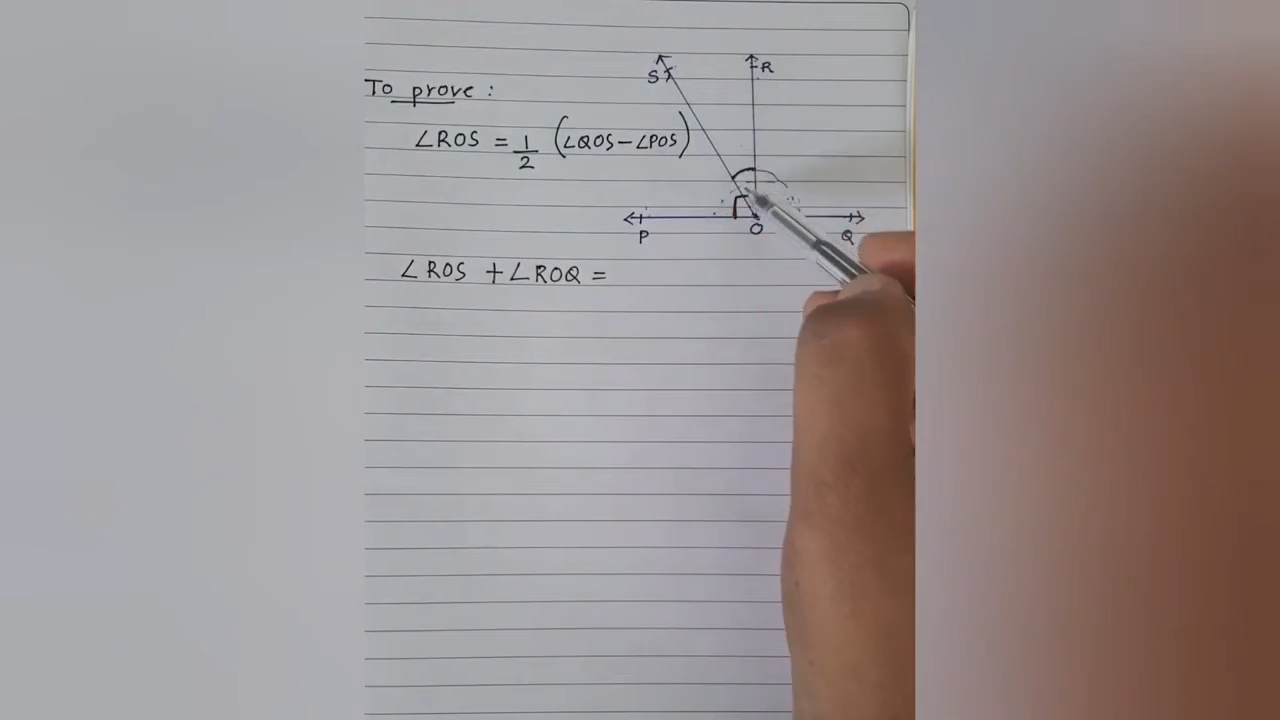 To prove :
∠ROS = 1/2 (∠QOS − ∠POS)
S
R
P
O
Q
∠ROS + ∠ROQ =